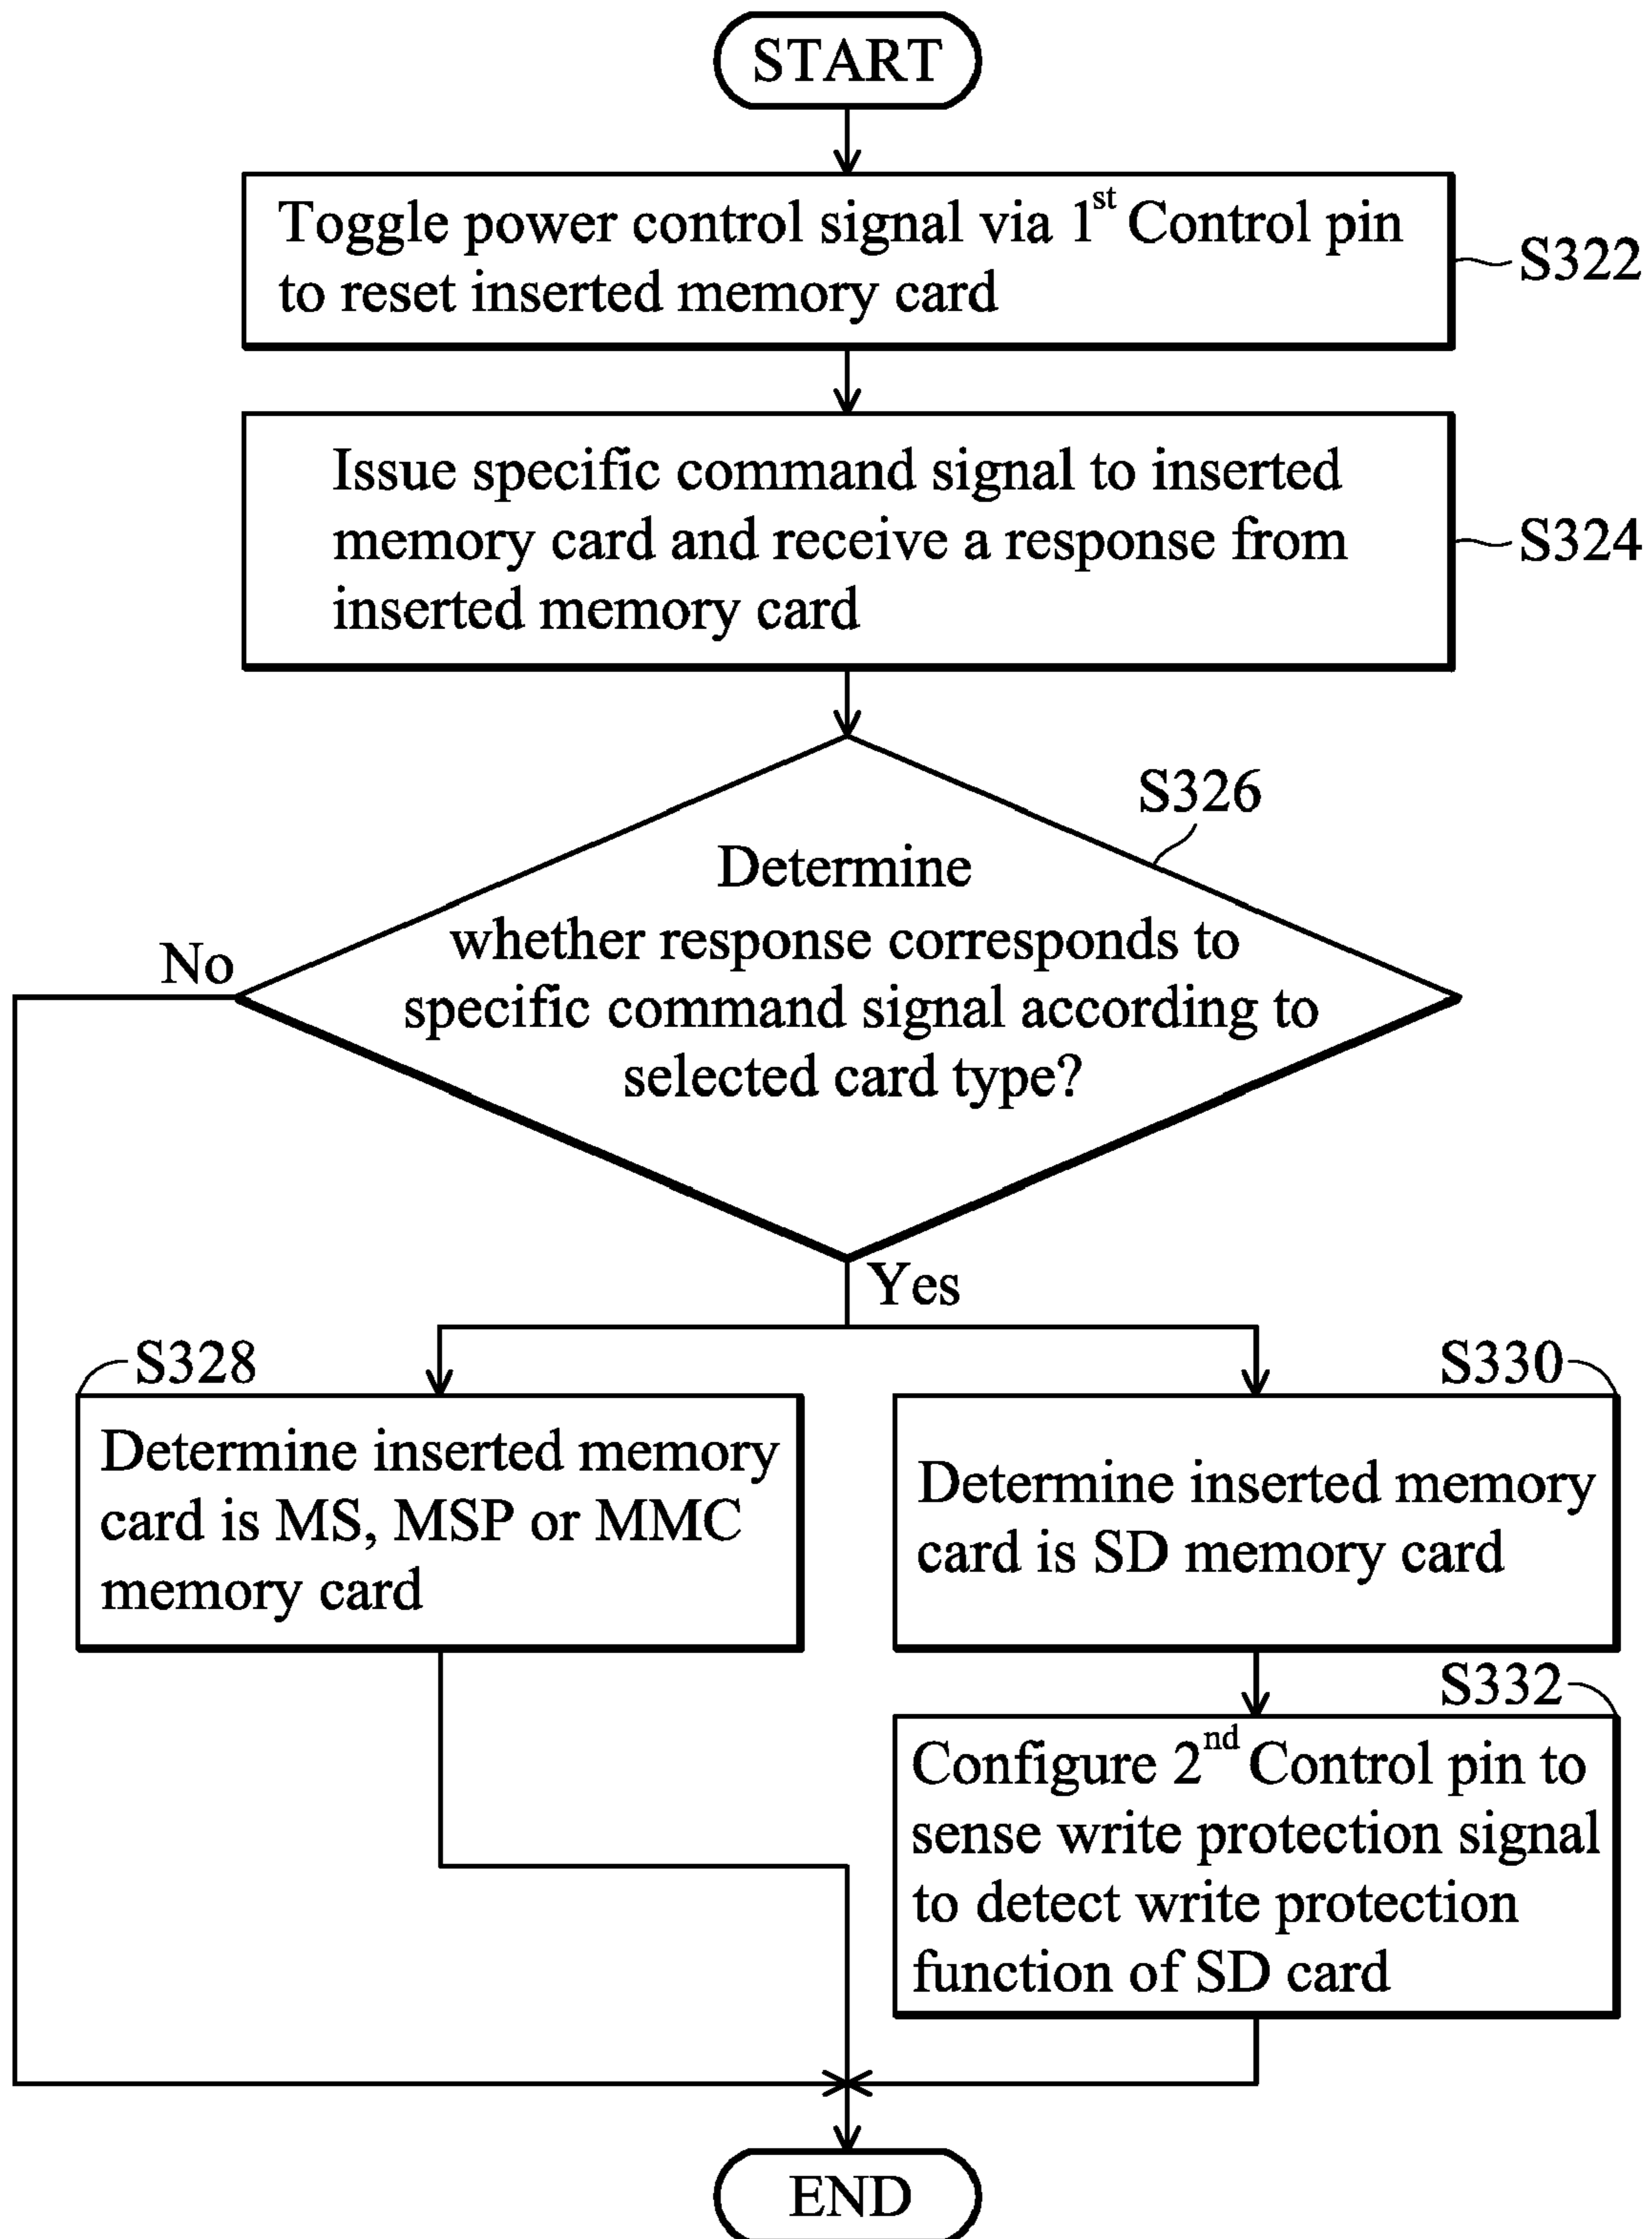 START
Toggle power control signal via 1st Control pin
to reset inserted memory card
S322
Issue specific command signal to inserted
memory card and receive a response from
inserted memory card
S324
S326
Determine
whether response corresponds to
specific command signal according to
selected card type?
No
Yes
S328
Determine inserted memory
card is MS, MSP or MMC
memory card
S330
Determine inserted memory
card is SD memory card
S332
Configure 2nd Control pin to
sense write protection signal
to detect write protection
function of SD card
END